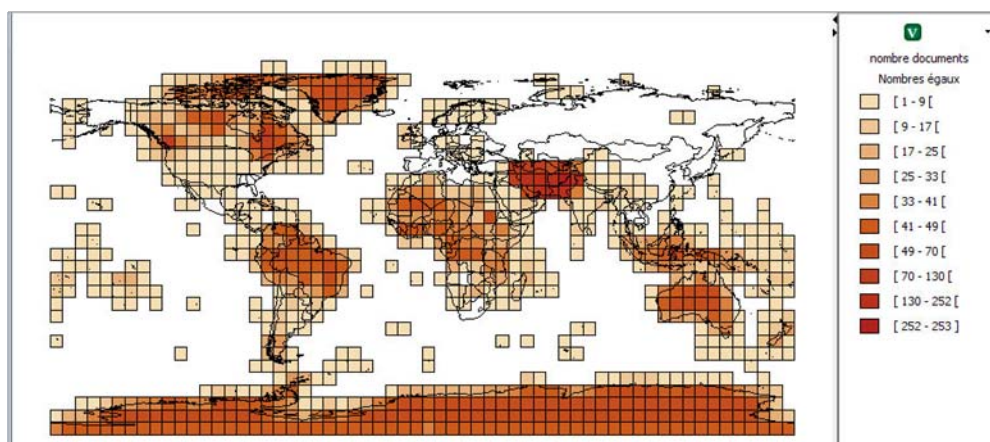 V
nombre documents
Nombres égaux
[ 1 - 9 [
[ 9 - 17 [
[ 17 - 25 [
[ 25 - 33 [
[ 33 - 41 [
[ 41 - 49 [
[ 49 - 70 [
[ 70 - 130 [
[ 130 - 252 [
[ 252 - 253 ]